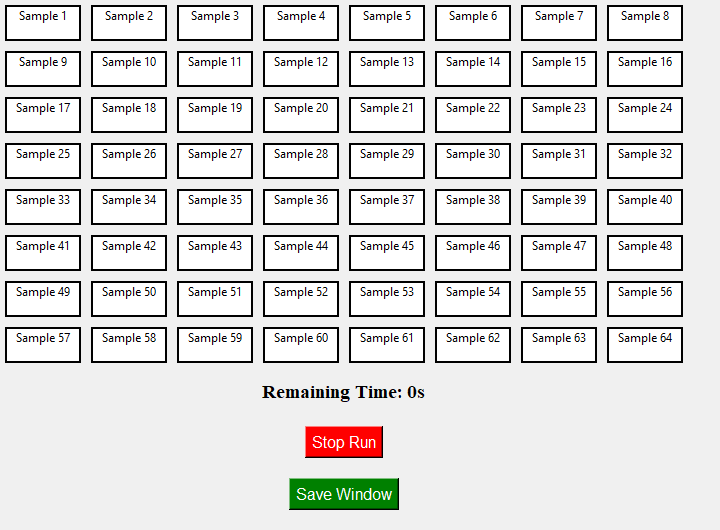 Sample 1 Sample 2 Sample 3 Sample 4 Sample 5 Sample 6 Sample 7 Sample 8
Sample 9 Sample 10 Sample 11 Sample 12 Sample 13 Sample 14 Sample 15 Sample 16
Sample 17 Sample 18 Sample 19 Sample 20 Sample 21 Sample 22 Sample 23 Sample 24
Sample 25 Sample 26 Sample 27 Sample 28 Sample 29 Sample 30 Sample 31 Sample 32
Sample 33 Sample 34 Sample 35 Sample 36 Sample 37 Sample 38 Sample 39 Sample 40
Sample 41 Sample 42 Sample 43 Sample 44 Sample 45 Sample 46 Sample 47 Sample 48
Sample 49 Sample 50 Sample 51 Sample 52 Sample 53 Sample 54 Sample 55 Sample 56
Sample 57 Sample 58 Sample 59 Sample 60 Sample 61 Sample 62 Sample 63 Sample 64
Remaining Time: 0s
Stop Run
Save Window